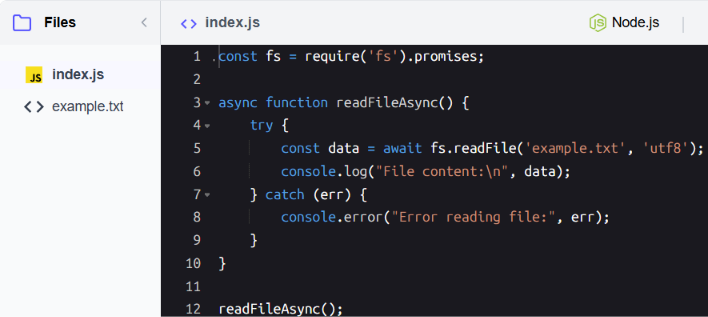 Files
index.js
Node.js
index.js
example.txt
1 const fs = require('fs').promises;
2
3 async function readFileAsync() {
4 try {
5 const data = await fs.readFile('example.txt', 'utf8');
6 console.log("File content:\n", data);
7 } catch (err) {
8 console.error("Error reading file:", err);
9 }
10 }
11
12 readFileAsync();